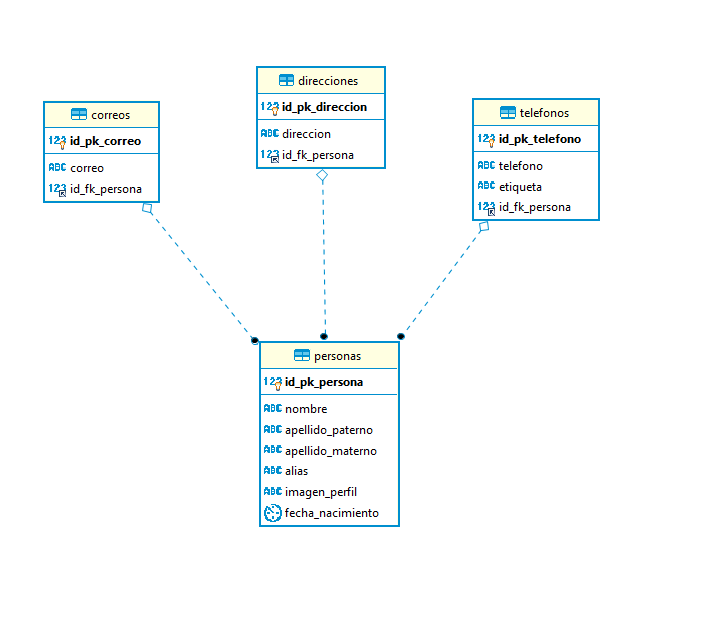 correos
123 id_pk_correo
ABC correo
123 id_fk_persona
direcciones
123 id_pk_direccion
ABC direccion
123 id_fk_persona
telefonos
123 id_pk_telefono
ABC telefono
ABC etiqueta
123 id_fk_persona
personas
123 id_pk_persona
ABC nombre
ABC apellido_paterno
ABC apellido_materno
ABC alias
ABC imagen_perfil
fecha_nacimiento